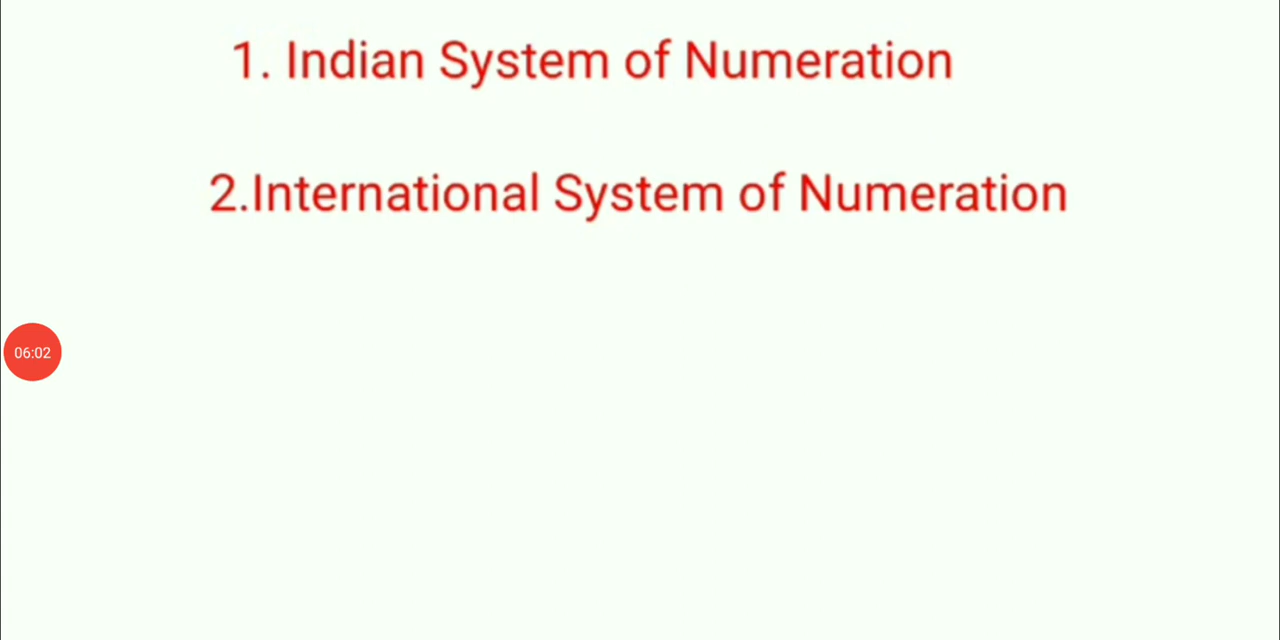 1. Indian System of Numeration
2.International System of Numeration
06:02